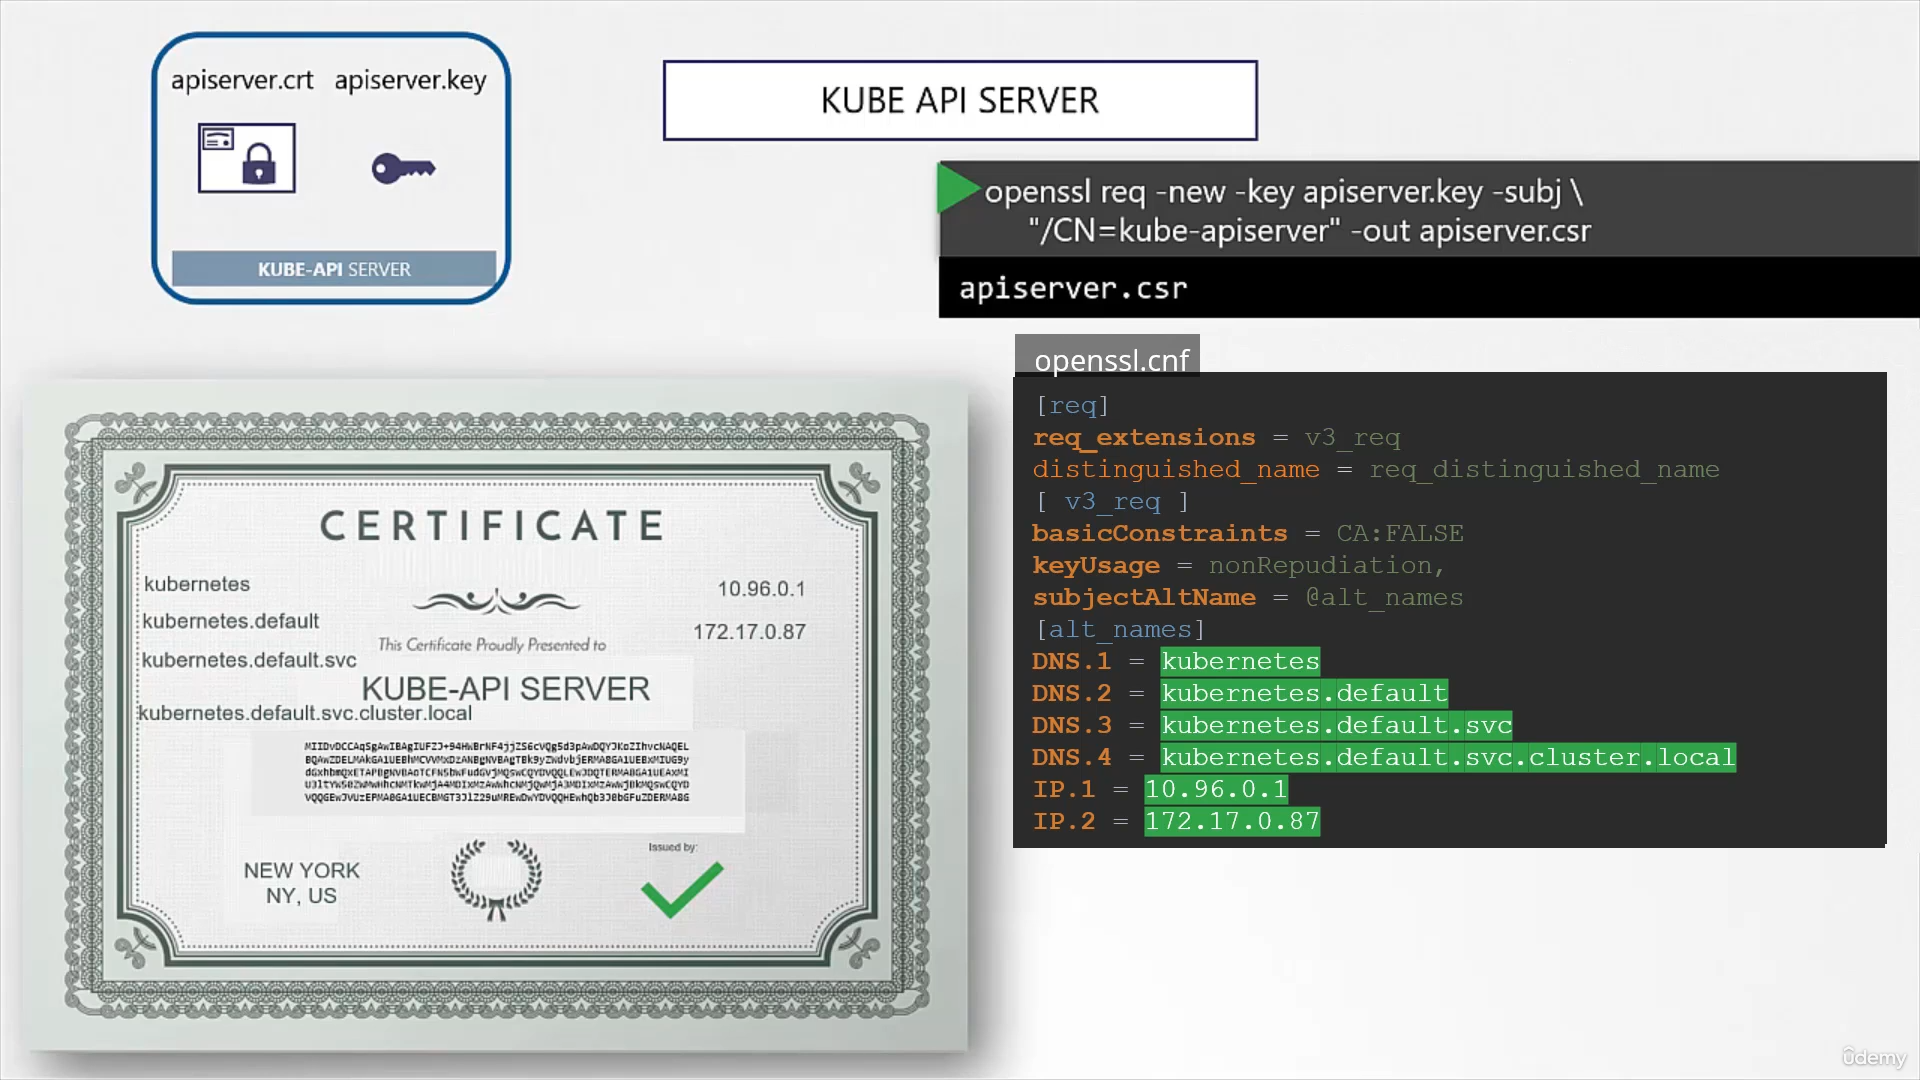 apiserver.crt apiserver.key
KUBE-API SERVER
KUBE API SERVER
openssl req -new -key apiserver.key -subj \
"/CN=kube-apiserver" -out apiserver.csr
apiserver.csr
openssl.cnf
[req]
req_extensions = v3_req
distinguished_name = req_distinguished_name
[ v3_req ]
basicConstraints = CA:FALSE
keyUsage = nonRepudiation,
subjectAltName = @alt_names
[alt_names]
DNS.1 = kubernetes
DNS.2 = kubernetes.default
DNS.3 = kubernetes.default.svc
DNS.4 = kubernetes.default.svc.cluster.local
IP.1 = 10.96.0.1
IP.2 = 172.17.0.87
CERTIFICATE
kubernetes
10.96.0.1
kubernetes.default
172.17.0.87
This Certificate Proudly Presented to
kubernetes.default.svc
KUBE-API SERVER
kubernetes.default.svc.cluster.local
Issued by:
NEW YORK
NY, US
ûdemy